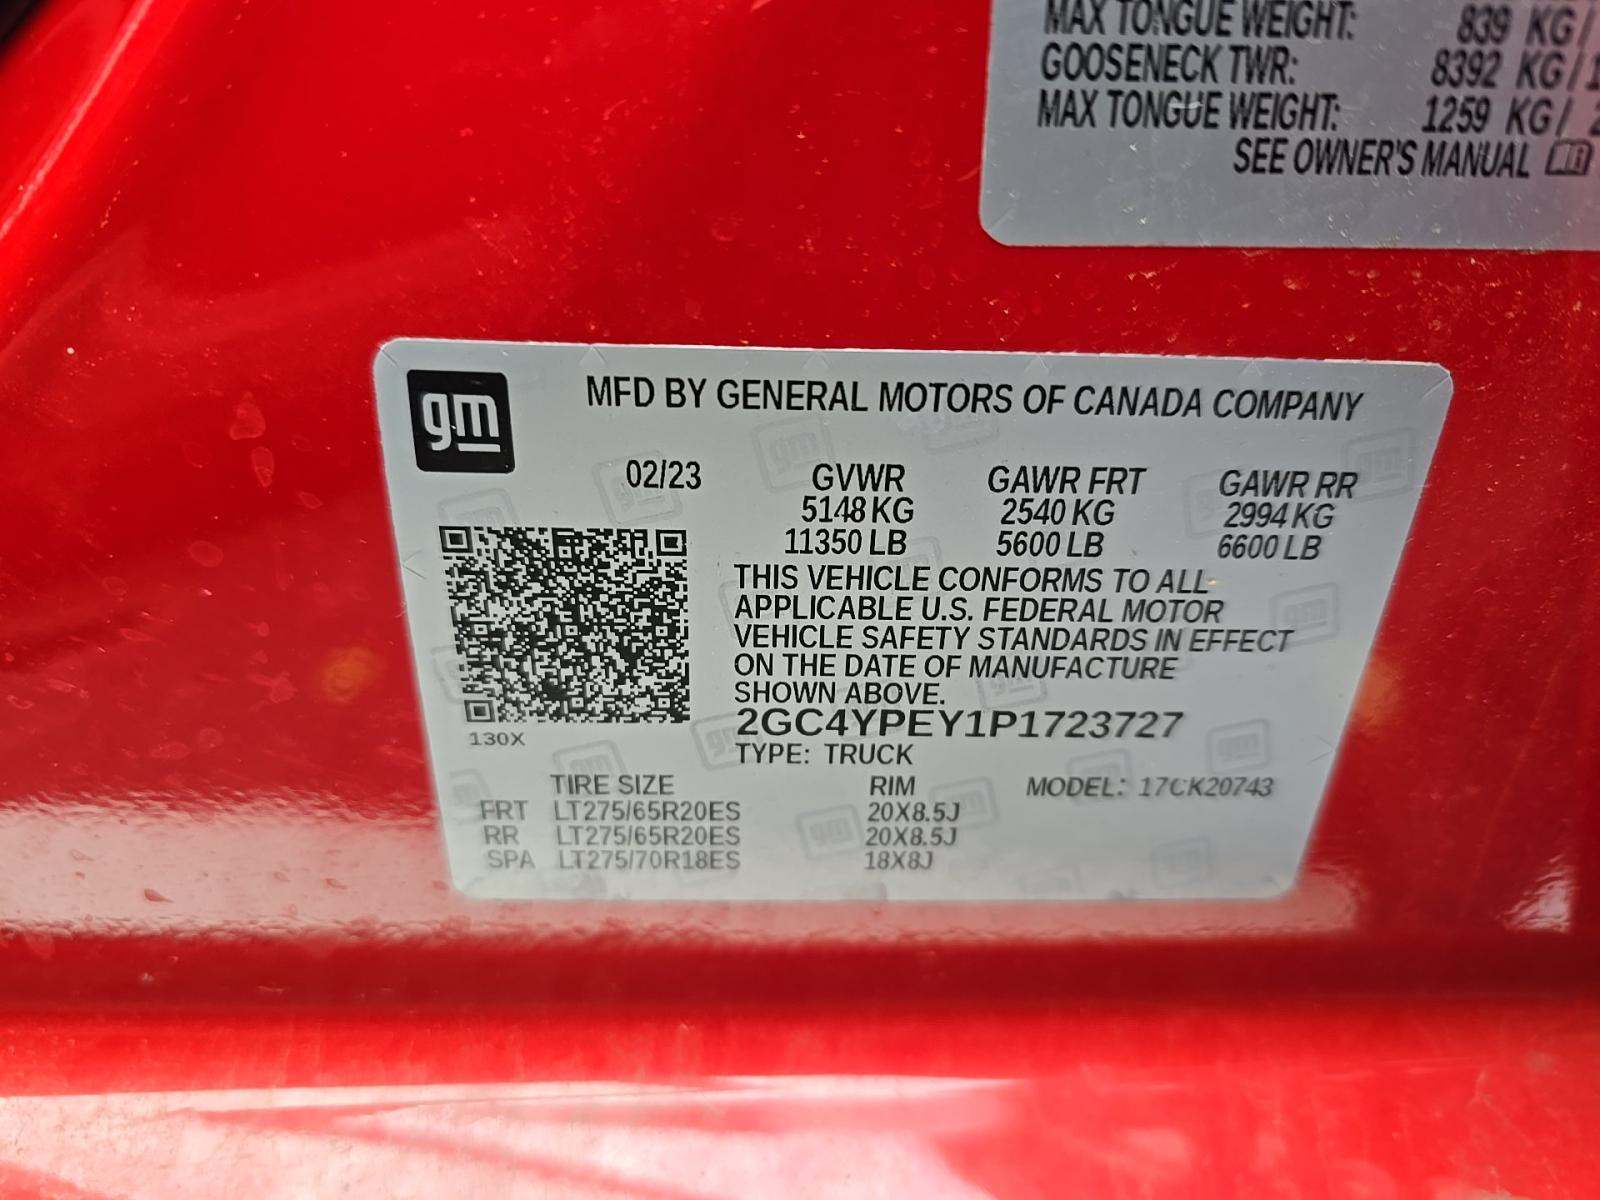 MAX TONGUE WEIGHT: 839 KG/
GOOSENECK TWR: 8392 KG/1
MAX TONGUE WEIGHT: 1259 KG/ 2
SEE OWNER'S MANUAL
gm
MFD BY GENERAL MOTORS OF CANADA COMPANY
02/23 GVWR GAWR FRT GAWR RR
5148 KG 2540 KG 2994 KG
11350 LB 5600 LB 6600 LB
THIS VEHICLE CONFORMS TO ALL
APPLICABLE U.S. FEDERAL MOTOR
VEHICLE SAFETY STANDARDS IN EFFECT
ON THE DATE OF MANUFACTURE
SHOWN ABOVE.
2GC4YPEY1P1723727
130X
TYPE: TRUCK
TIRE SIZE RIM MODEL: 17CK20743
FRT LT275/65R20ES 20X8.5J
RR LT275/65R20ES 20X8.5J
SPA LT275/70R18ES 18X8J